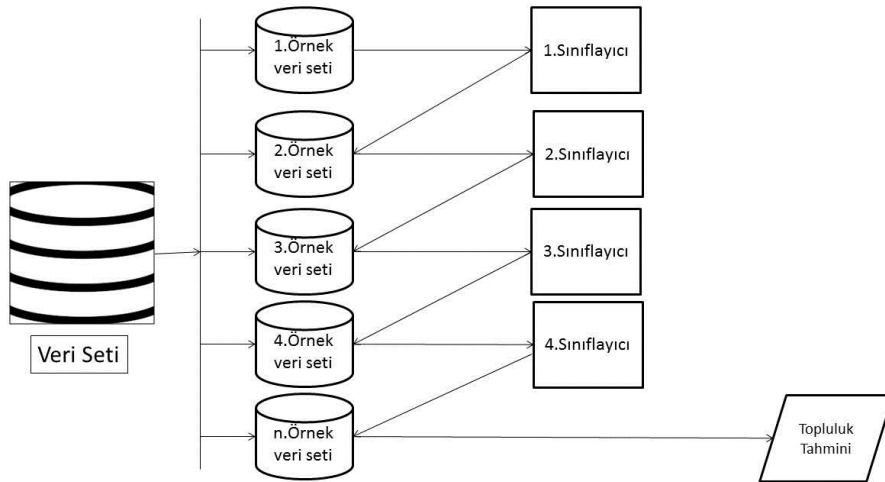 1.Örnek
veri seti
1.Sınıflayıcı
2.Örnek
veri seti
2.Sınıflayıcı
3.Örnek
veri seti
3.Sınıflayıcı
Veri Seti
4.Örnek
veri seti
4.Sınıflayıcı
n.Örnek
veri seti
Topluluk
Tahmini